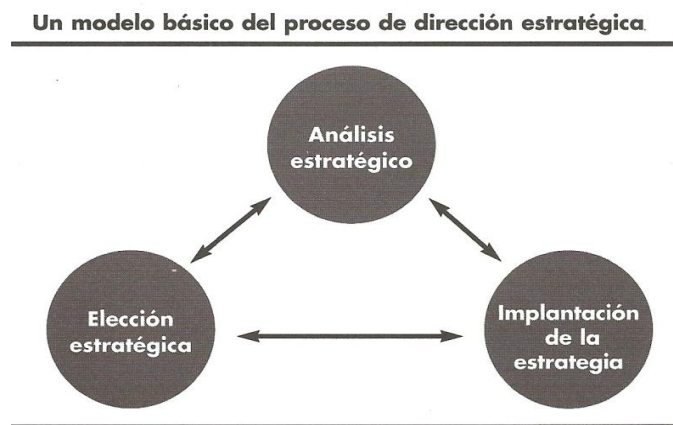 Un modelo básico del proceso de dirección estratégica.
Análisis
estratégico
Elección
estratégica
Implantación
de la
estrategia